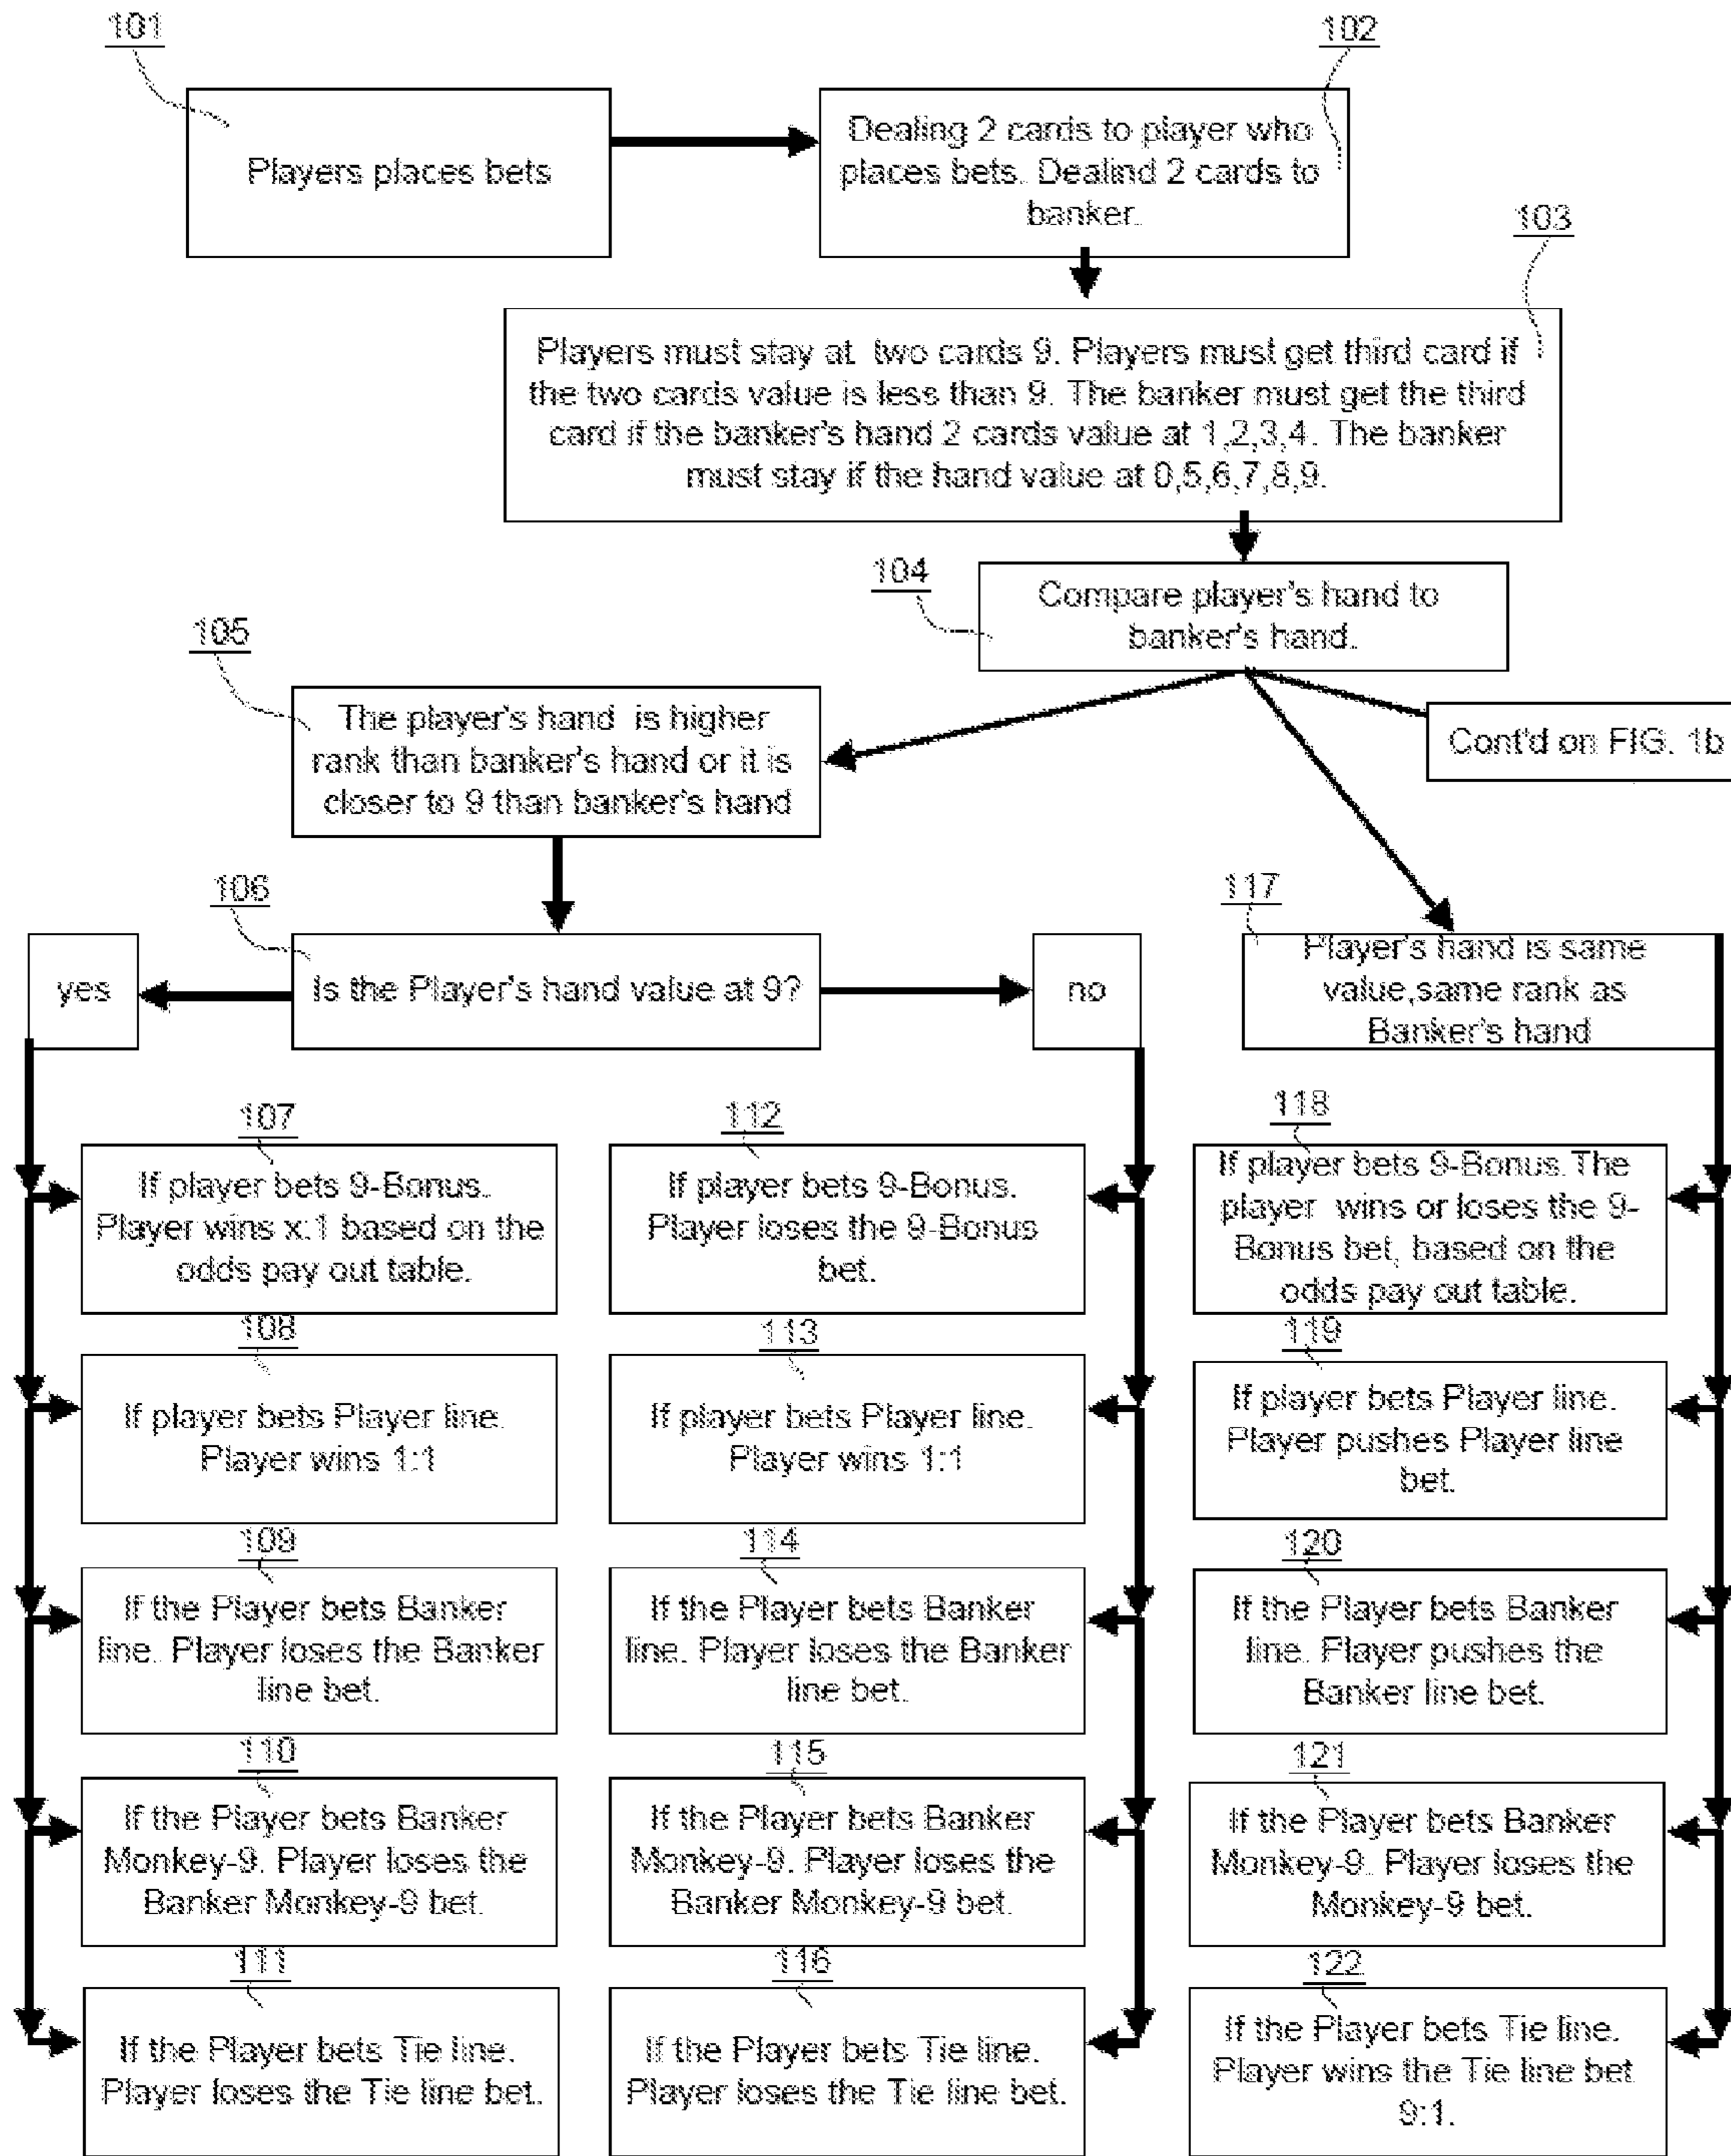 101
102
Players places bets
Dealing 2 cards to player who
places bets. Dealind 2 cards to
banker.
103
Players must stay at two cards 9. Players must get third card if
the two cards value is less than 9. The banker must get the third
card if the banker's hand 2 cards value at 1,2,3,4. The banker
must stay if the hand value at 0,5,6,7,8,9.
104
Compare player's hand to
banker's hand.
105
The player's hand is higher
rank than banker's hand or it is
closer to 9 than banker's hand
Cont'd on FIG. 1b
106
yes
Is the Player's hand value at 9?
no
117
Player's hand is same
value,same rank as
Banker's hand
107
If player bets 9-Bonus.
Player wins x:1 based on the
odds pay out table.
112
If player bets 9-Bonus.
Player loses the 9-Bonus
bet.
118
If player bets 9-Bonus.The
player wins or loses the 9-
Bonus bet, based on the
odds pay out table.
108
If player bets Player line.
Player wins 1:1
113
If player bets Player line.
Player wins 1:1
119
If player bets Player line.
Player pushes Player line
bet.
109
If the Player bets Banker
line. Player loses the Banker
line bet.
114
If the Player bets Banker
line. Player loses the Banker
line bet.
120
If the Player bets Banker
line. Player pushes the
Banker line bet.
110
If the Player bets Banker
Monkey-9. Player loses the
Banker Monkey-9 bet.
115
If the Player bets Banker
Monkey-9. Player loses the
Banker Monkey-9 bet.
121
If the Player bets Banker
Monkey-9. Player loses the
Monkey-9 bet.
111
If the Player bets Tie line.
Player loses the Tie line bet.
116
If the Player bets Tie line.
Player loses the Tie line bet.
122
If the Player bets Tie line.
Player wins the Tie line bet
9:1.